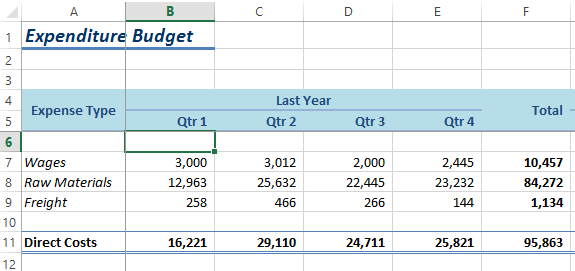 A B C D E F
1 Expenditure Budget
2
3
4 Last Year
Expense Type Total
5 Qtr 1 Qtr 2 Qtr 3 Qtr 4
6
7 Wages 3,000 3,012 2,000 2,445 10,457
8 Raw Materials 12,963 25,632 22,445 23,232 84,272
9 Freight 258 466 266 144 1,134
10
11 Direct Costs 16,221 29,110 24,711 25,821 95,863
12